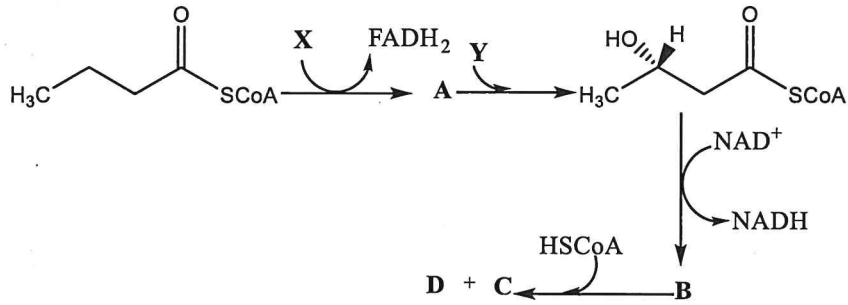 O
H₃C
SCoA
X
FADH₂
A
Y
HO
H
O
H₃C
SCoA
NAD⁺
NADH
HSCoA
D + C
B